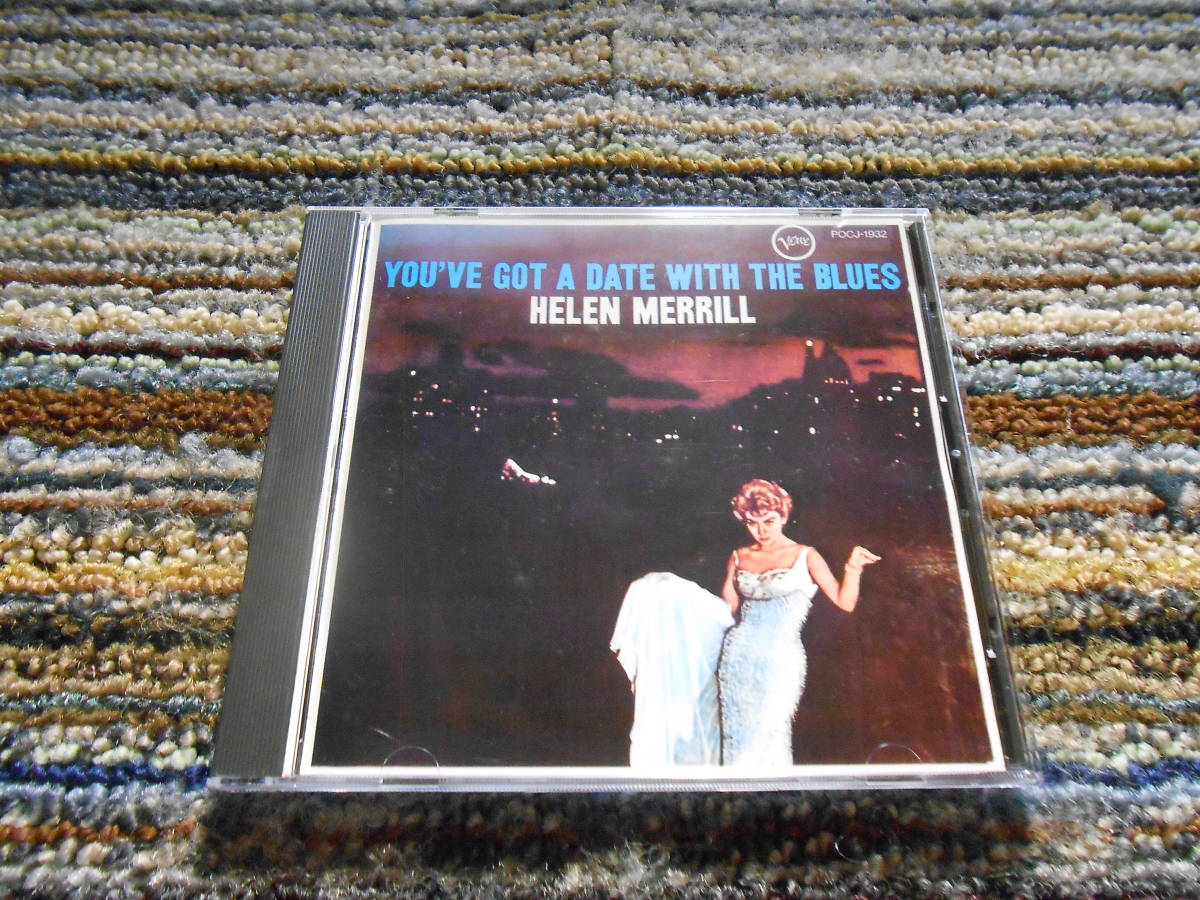 Verve
POCJ-1932
YOU'VE GOT A DATE WITH THE BLUES
HELEN MERRILL